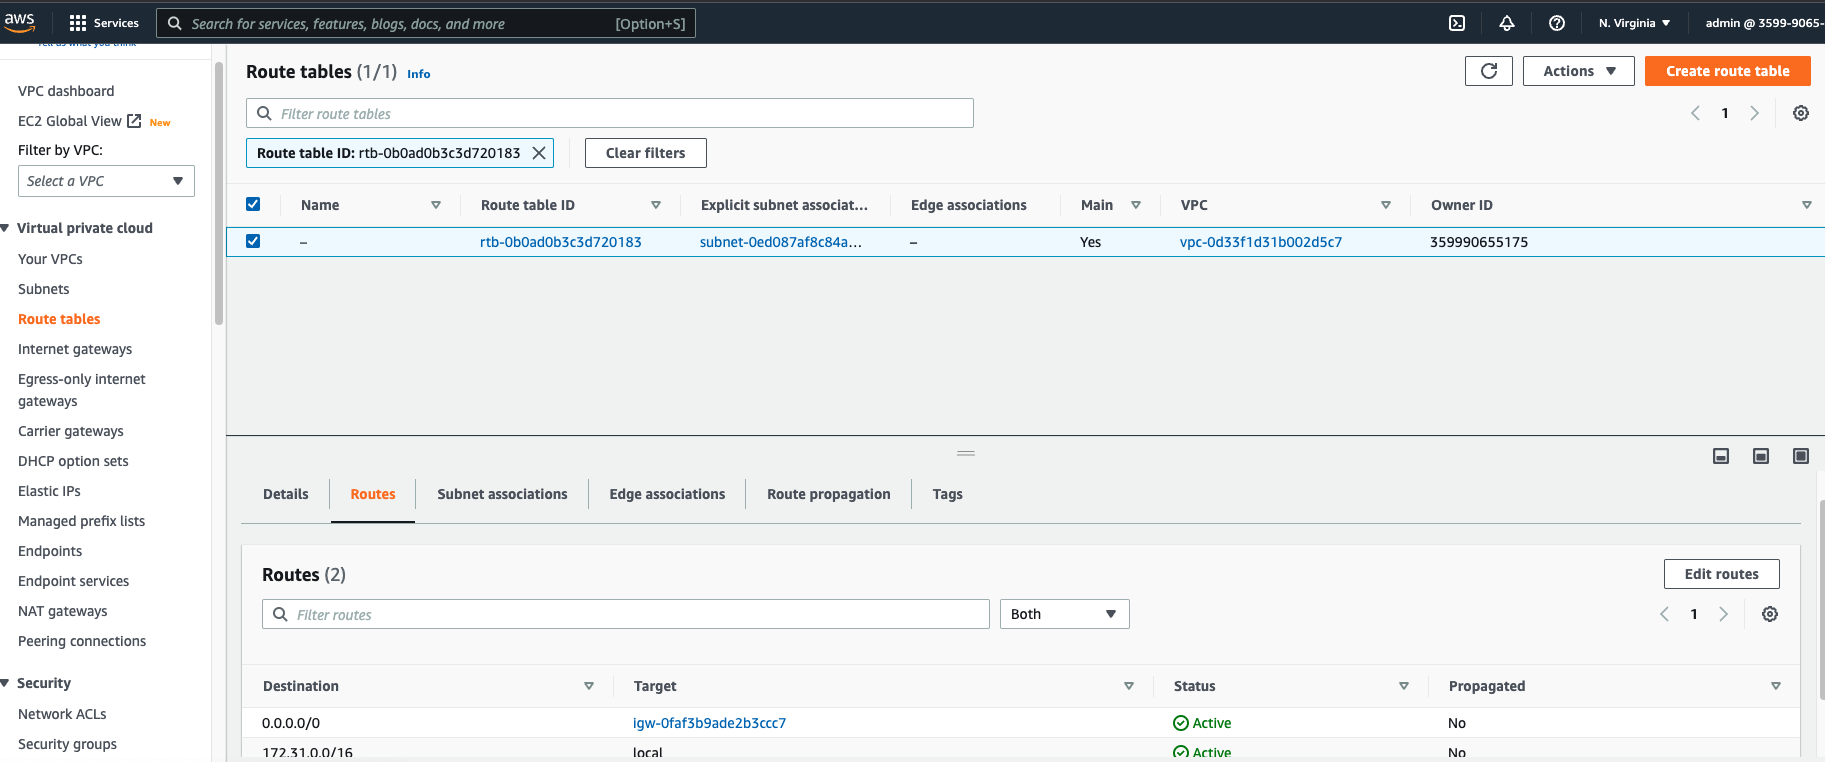 aws
Services
Search for services, features, blogs, docs, and more
[Option+S]
N. Virginia
admin @ 3599-9065-
Tell us what you think
VPC dashboard
EC2 Global View
New
Filter by VPC:
Select a VPC
Virtual private cloud
Your VPCs
Subnets
Route tables
Internet gateways
Egress-only internet
gateways
Carrier gateways
DHCP option sets
Elastic IPs
Managed prefix lists
Endpoints
Endpoint services
NAT gateways
Peering connections
Security
Network ACLs
Security groups
Route tables (1/1) Info
Actions
Create route table
Filter route tables
1
Route table ID: rtb-0b0ad0b3c3d720183
Clear filters
Name Route table ID Explicit subnet associat... Edge associations Main VPC Owner ID
– rtb-0b0ad0b3c3d720183 subnet-0ed087af8c84a... – Yes vpc-0d33f1d31b002d5c7 359990655175
Details Routes Subnet associations Edge associations Route propagation Tags
Routes (2)
Edit routes
Filter routes
Both
1
Destination Target Status Propagated
0.0.0.0/0 igw-0faf3b9ade2b3ccc7 Active No
172.31.0.0/16 local Active No